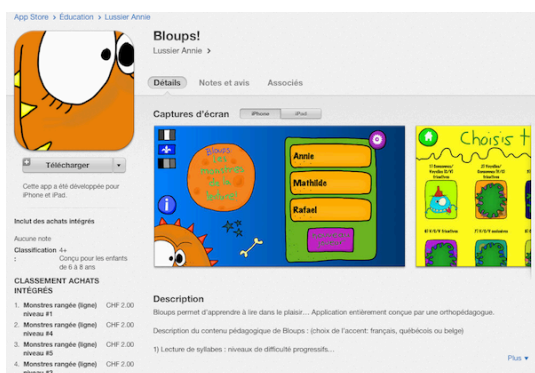 App Store > Éducation > Lussier Annie
Bloups!
Lussier Annie >
Détails Notes et avis Associés
Captures d'écran iPhone iPad
Bloups
Les
monstres
de la
lecture!
Annie
Mathilde
Rafael
Choisis t
Télécharger
Cette app a été développée pour
iPhone et iPad.
Inclut des achats intégrés
Aucune note
Classification 4+
: Conçu pour les enfants
de 6 à 8 ans
CLASSEMENT ACHATS
INTÉGRÉS
1. Monstres rangée (ligne) CHF 2.00
niveau #1
2. Monstres rangée (ligne) CHF 2.00
niveau #4
3. Monstres rangée (ligne) CHF 2.00
niveau #5
4. Monstres rangée (ligne) CHF 2.00
Description
Bloups permet d'apprendre à lire dans le plaisir... Application entièrement conçue par une orthopédagogue.
Description du contenu pédagogique de Bloups : (choix de l'accent: français, québécois ou belge)
1) Lecture de syllabes : niveaux de difficulté progressifs...
Plus ▾